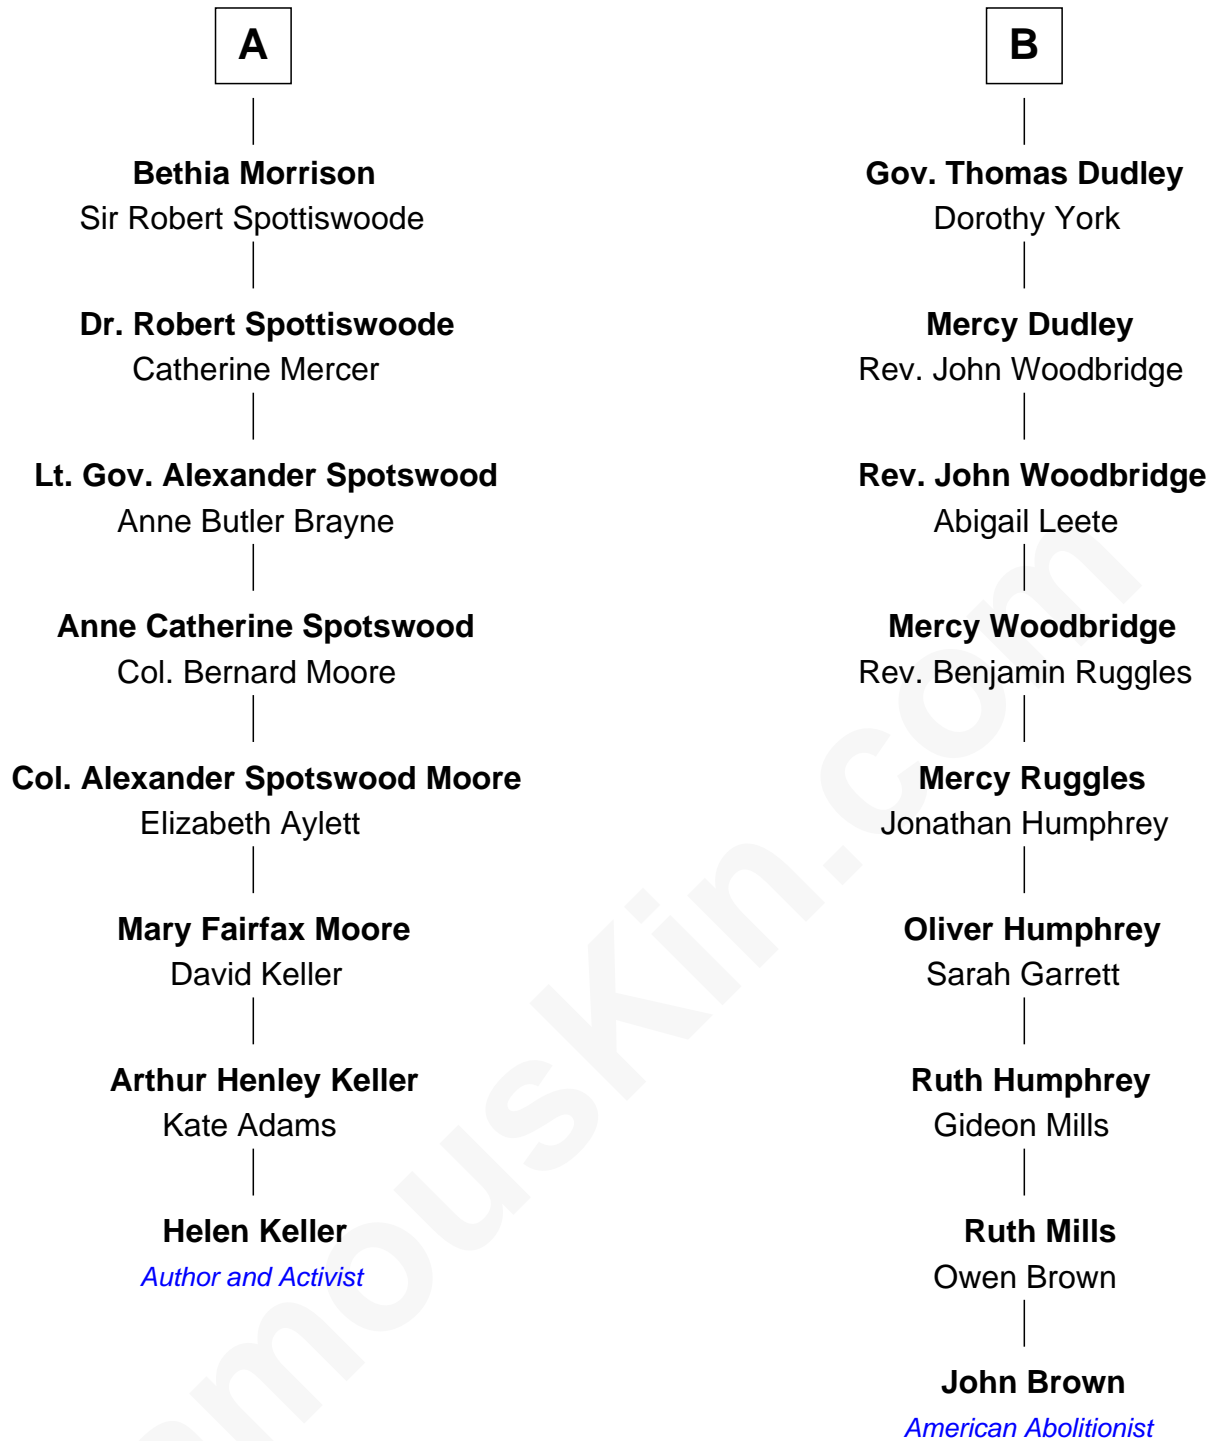 A
Bethia Morrison
Sir Robert Spottiswoode
Dr. Robert Spottiswoode
Catherine Mercer
Lt. Gov. Alexander Spotswood
Anne Butler Brayne
Anne Catherine Spotswood
Col. Bernard Moore
Col. Alexander Spotswood Moore
Elizabeth Aylett
Mary Fairfax Moore
David Keller
Arthur Henley Keller
Kate Adams
Helen Keller
Author and Activist
B
Gov. Thomas Dudley
Dorothy York
Mercy Dudley
Rev. John Woodbridge
Rev. John Woodbridge
Abigail Leete
Mercy Woodbridge
Rev. Benjamin Ruggles
Mercy Ruggles
Jonathan Humphrey
Oliver Humphrey
Sarah Garrett
Ruth Humphrey
Gideon Mills
Ruth Mills
Owen Brown
John Brown
American Abolitionist
amouskin.com